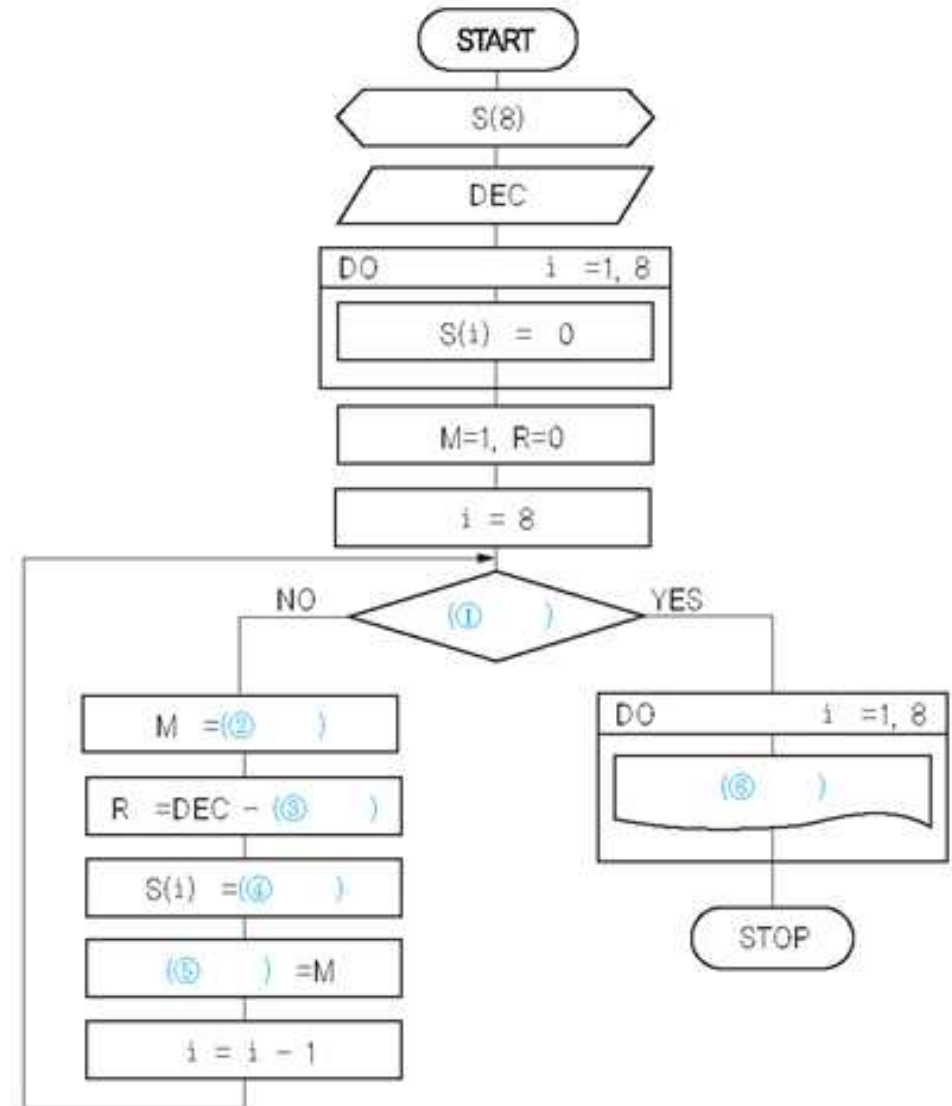 START
S(8)
DEC
DO i =1, 8
S(i) = 0
M=1, R=0
i = 8
NO
(① )
YES
M =(② )
R =DEC - (③ )
S(i) =(④ )
(⑤ ) =M
i = i - 1
DO i =1, 8
(⑥ )
STOP